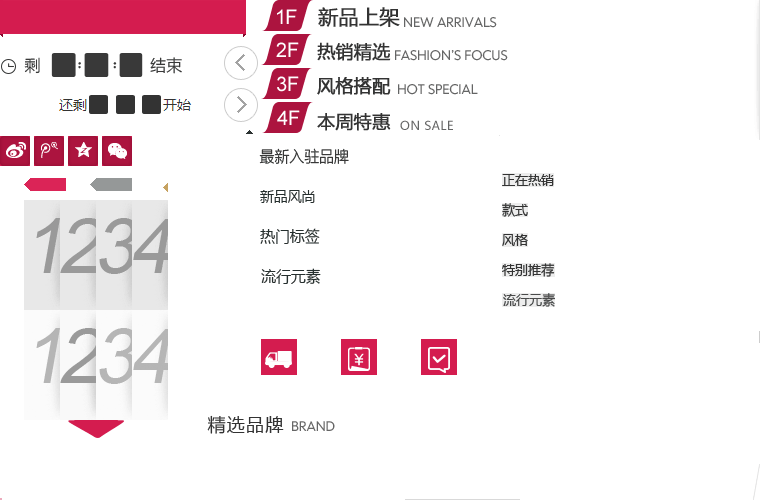 1F 新品上架 NEW ARRIVALS
2F 热销精选 FASHION'S FOCUS
3F 风格搭配 HOT SPECIAL
4F 本周特惠 ON SALE
剩 : : 结束
还剩 开始
最新入驻品牌
新品风尚
热门标签
流行元素
正在热销
款式
风格
特别推荐
流行元素
1234
1234
¥
精选品牌 BRAND